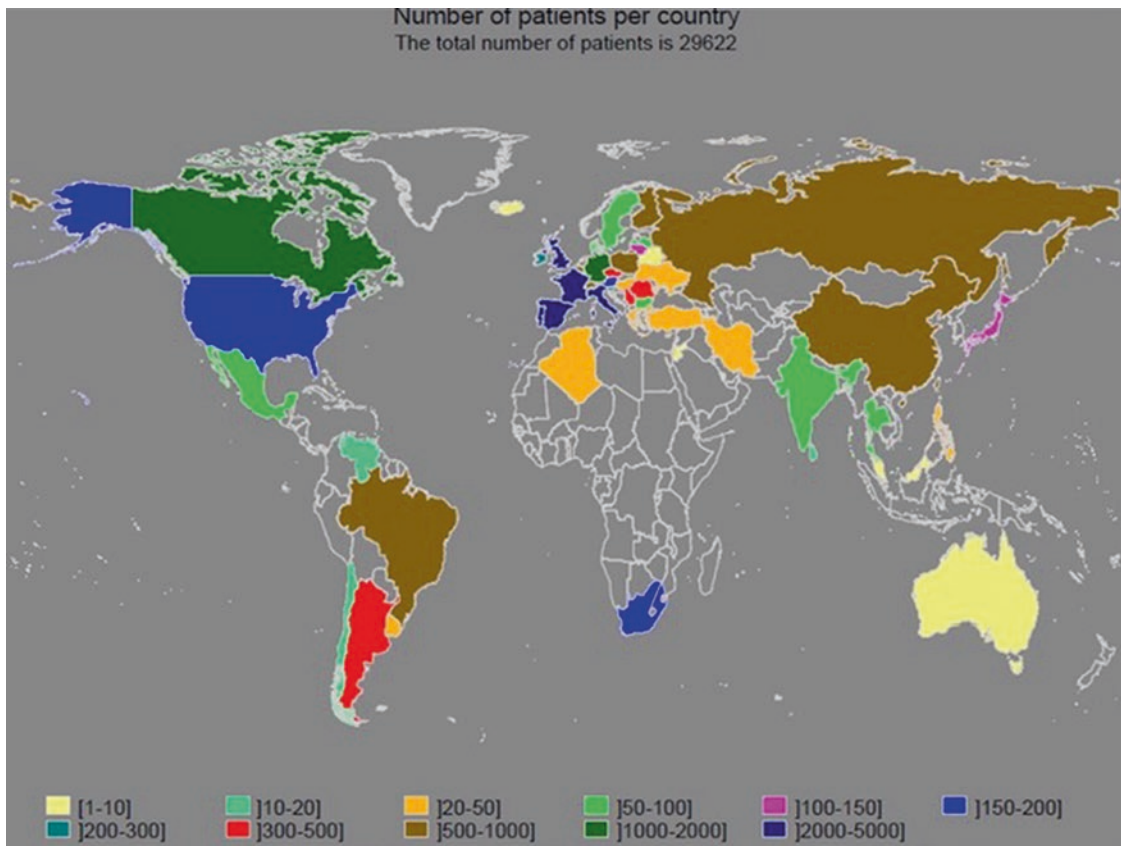 Number of patients per country
The total number of patients is 29622
[1-10] ]10-20] ]20-50] ]50-100] ]100-150] ]150-200]
]200-300] ]300-500] ]500-1000] ]1000-2000] ]2000-5000]